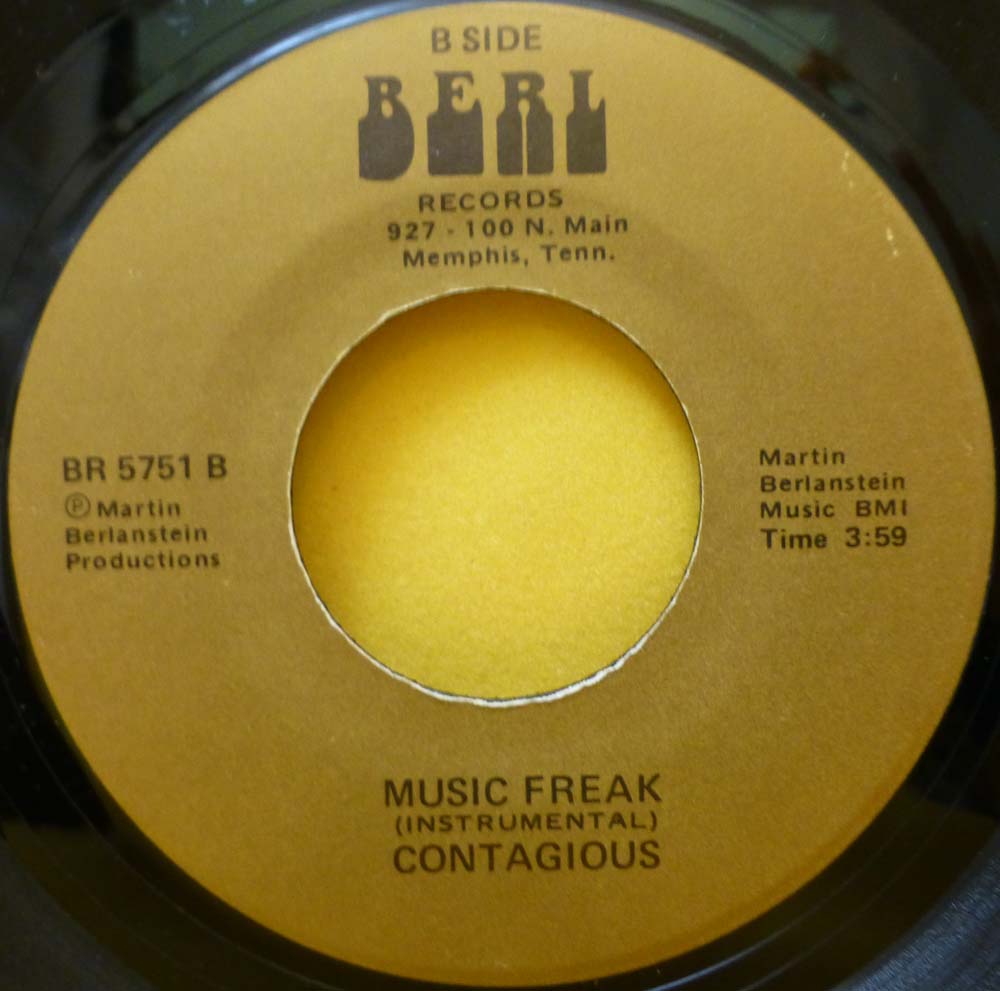 B SIDE
BERL
RECORDS
927 - 100 N. Main
Memphis, Tenn.
BR 5751 B
℗ Martin
Berlanstein
Productions
Martin
Berlanstein
Music BMI
Time 3:59
MUSIC FREAK
(INSTRUMENTAL)
CONTAGIOUS